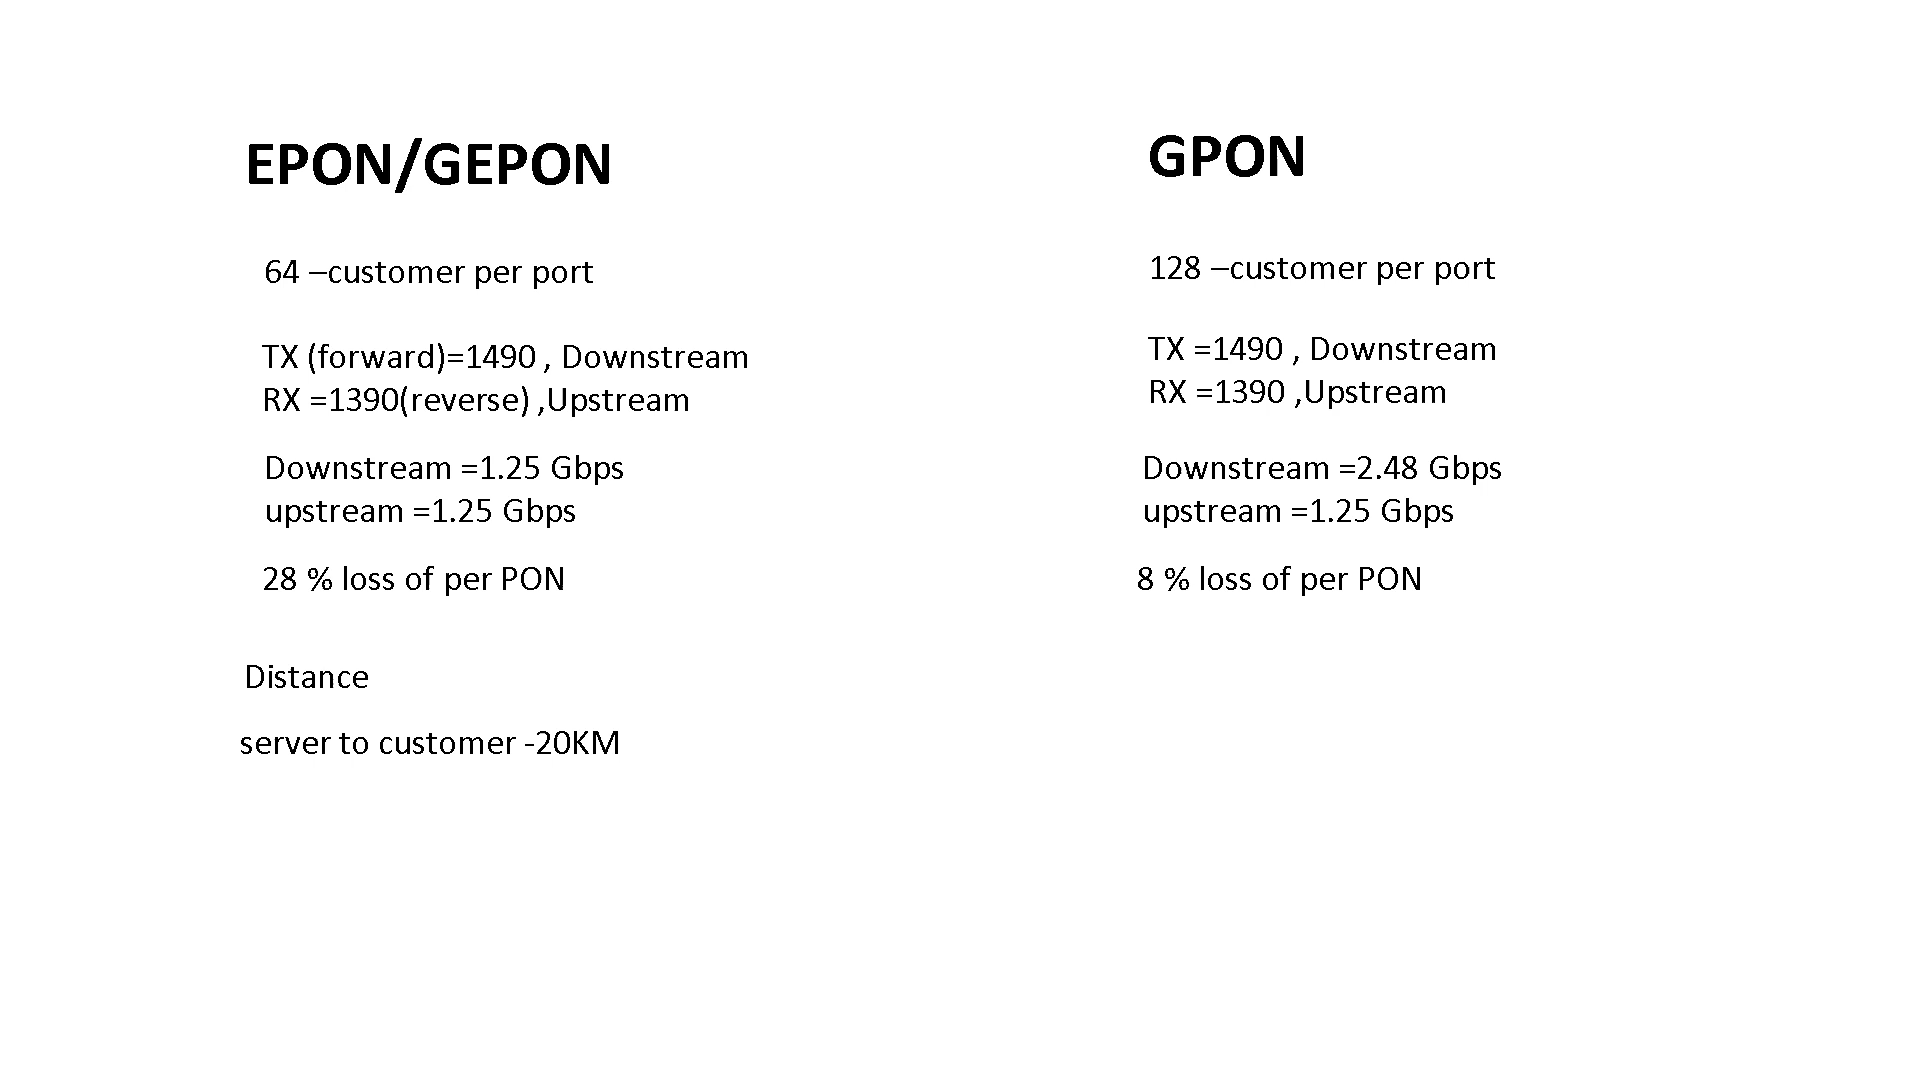 EPON/GEPON
64 –customer per port
TX (forward)=1490 , Downstream
RX =1390(reverse) ,Upstream
Downstream =1.25 Gbps
upstream =1.25 Gbps
28 % loss of per PON
Distance
server to customer -20KM
GPON
128 –customer per port
TX =1490 , Downstream
RX =1390 ,Upstream
Downstream =2.48 Gbps
upstream =1.25 Gbps
8 % loss of per PON